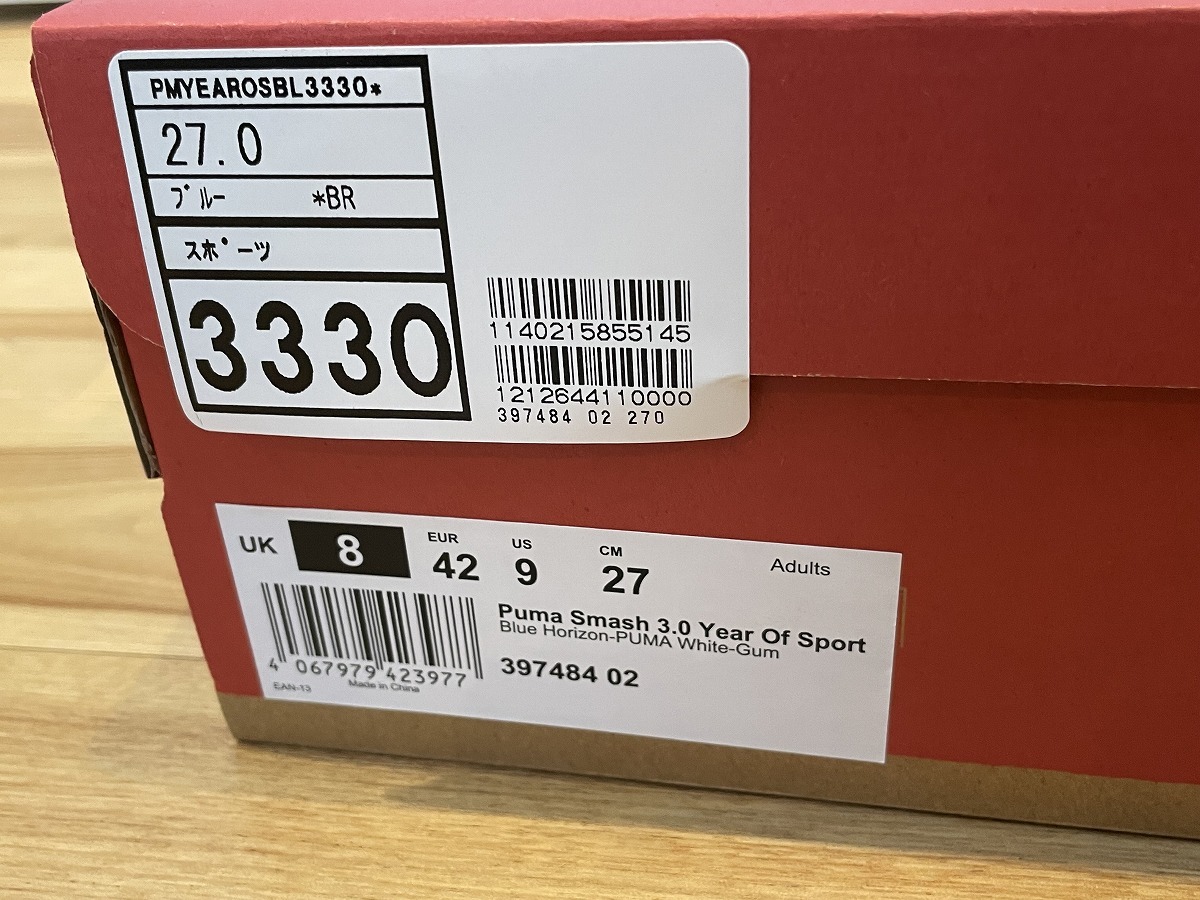 PMYEAROSBL3330*
27.0
ﾌﾞﾙｰ *BR
ｽﾎﾟｰﾂ
3330
1140215855145
1212644110000
397484 02 270
UK 8 EUR 42 US 9 CM 27 Adults
Puma Smash 3.0 Year Of Sport
Blue Horizon-PUMA White-Gum
397484 02
4 067979 423977
EAN-13 Made in China